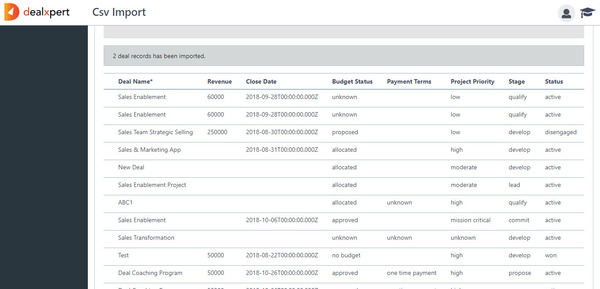 dealxpert Csv Import
2 deal records has been imported.
Deal Name* Revenue Close Date Budget Status Payment Terms Project Priority Stage Status
Sales Enablement 60000 2018-09-28T00:00:00.000Z unknown low qualify active
Sales Enablement 60000 2018-09-28T00:00:00.000Z unknown low qualify active
Sales Team Strategic Selling 250000 2018-08-30T00:00:00.000Z proposed low develop disengaged
Sales & Marketing App 2018-08-31T00:00:00.000Z allocated high develop active
New Deal allocated moderate develop active
Sales Enablement Project allocated moderate lead active
ABC1 allocated unknown high qualify active
Sales Enablement 2018-10-06T00:00:00.000Z approved mission critical commit active
Sales Transformation unknown unknown unknown develop active
Test 50000 2018-08-22T00:00:00.000Z no budget high develop won
Deal Coaching Program 50000 2018-10-26T00:00:00.000Z approved one time payment high propose active